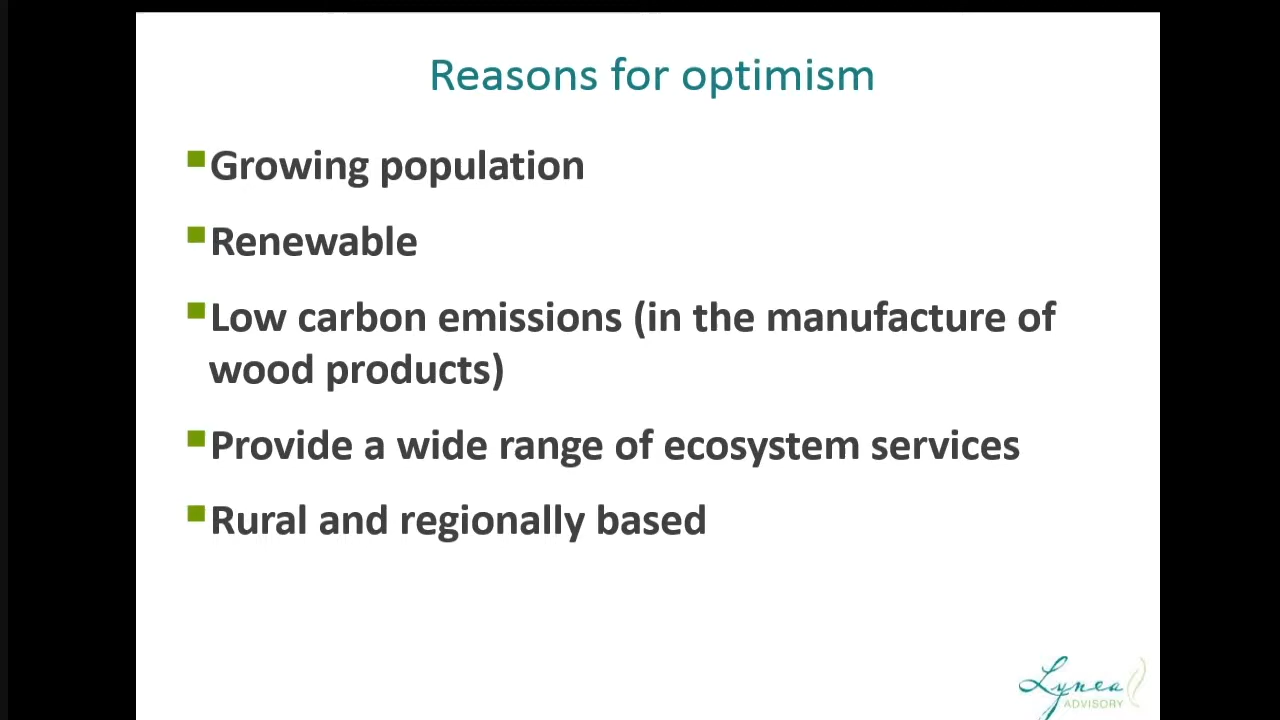 Reasons for optimism
Growing population
Renewable
Low carbon emissions (in the manufacture of
wood products)
Provide a wide range of ecosystem services
Rural and regionally based
Lynea
ADVISORY